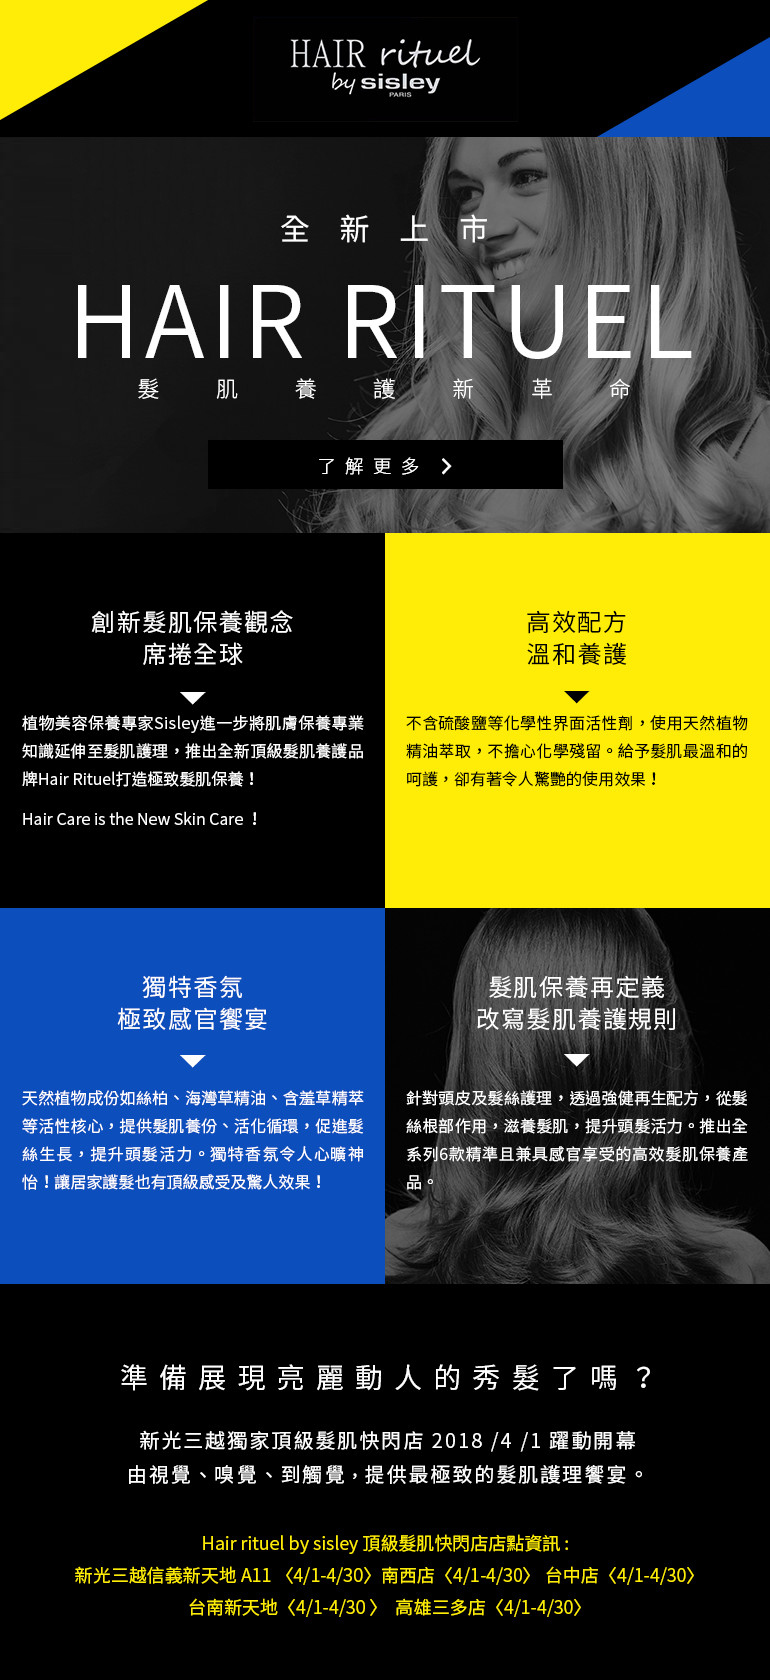 HAIR rituel
by sisley
PARIS
全新上市
HAIR RITUEL
髮肌養護新革命
了解更多
創新髮肌保養觀念
席捲全球
植物美容保養專家Sisley進一步將肌膚保養專業
知識延伸至髮肌護理，推出全新頂級髮肌養護品
牌Hair Rituel打造極致髮肌保養！
Hair Care is the New Skin Care ！
高效配方
溫和養護
不含硫酸鹽等化學性界面活性劑，使用天然植物
精油萃取，不擔心化學殘留。給予髮肌最溫和的
呵護，卻有著令人驚艷的使用效果！
獨特香氛
極致感官饗宴
天然植物成份如絲柏、海灣草精油、含羞草精萃
等活性核心，提供髮肌養份、活化循環，促進髮
絲生長，提升頭髮活力。獨特香氛令人心曠神
怡！讓居家護髮也有頂級感受及驚人效果！
髮肌保養再定義
改寫髮肌養護規則
針對頭皮及髮絲護理，透過強健再生配方，從髮
絲根部作用，滋養髮肌，提升頭髮活力。推出全
系列6款精準且兼具感官享受的高效髮肌保養產
品。
準備展現亮麗動人的秀髮了嗎？
新光三越獨家頂級髮肌快閃店 2018 /4 /1 躍動開幕
由視覺、嗅覺、到觸覺，提供最極致的髮肌護理饗宴。
Hair rituel by sisley 頂級髮肌快閃店店點資訊 :
新光三越信義新天地 A11 〈4/1-4/30〉南西店〈4/1-4/30〉 台中店〈4/1-4/30〉
台南新天地〈4/1-4/30 〉 高雄三多店〈4/1-4/30〉